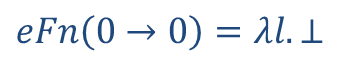 eFn(0 → 0) = λl. ⊥